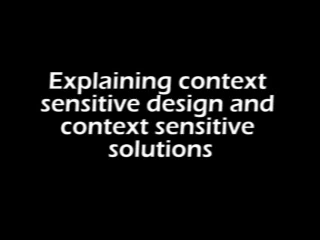 Explaining context
sensitive design and
context sensitive
solutions